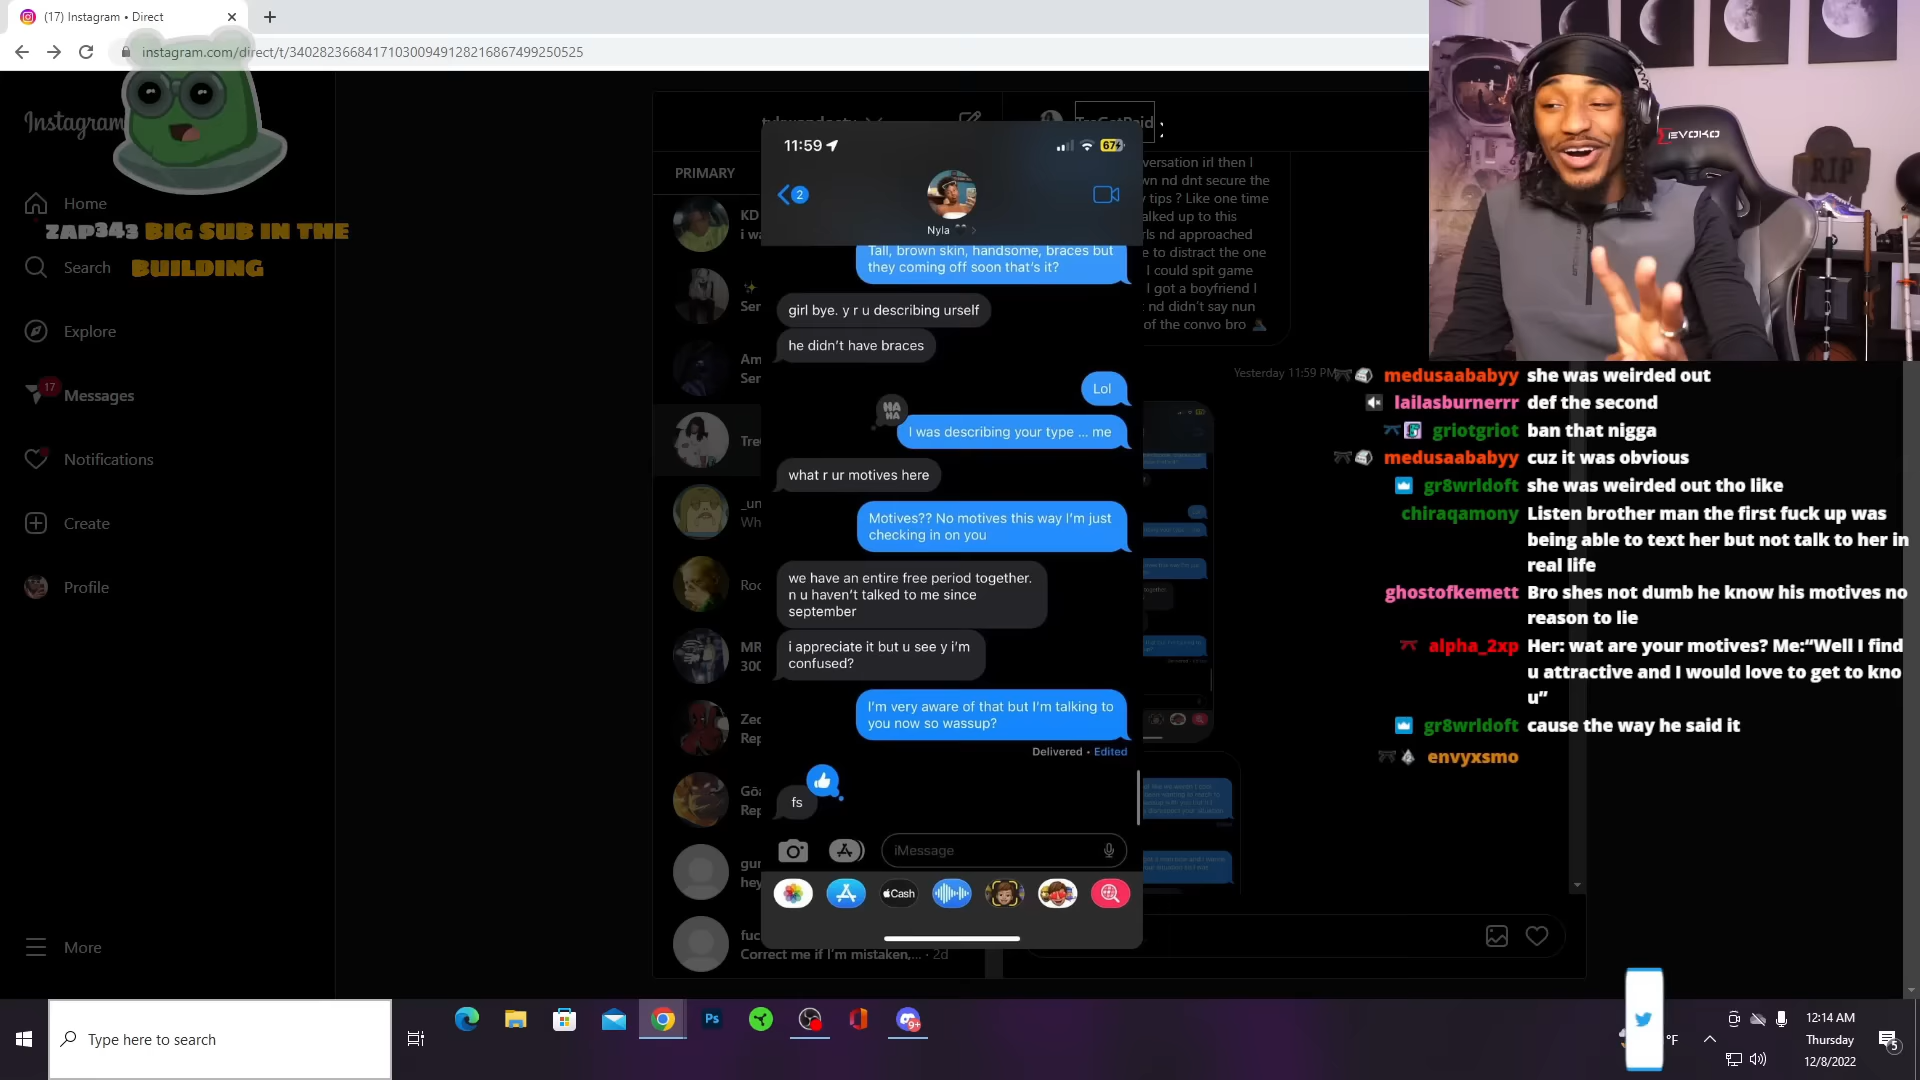 (17) Instagram • Direct
instagram.com/direct/t/340282366841710300949128216867499250525
Instagram
Home
ZAP343 BIG SUB IN THE
BUILDING
Search
Explore
17
Messages
Notifications
Create
Profile
More
PRIMARY
KD
i wa
Sen
Am
Sen
Tre
_un
Wh
Roc
MR
300
Zed
Rep
Rep
gur
hey
fuc
Correct me if I'm mistaken,... · 2d
11:59
67
2
Nyla
Tall, brown skin, handsome, braces but
they coming off soon that's it?
girl bye. y r u describing urself
he didn't have braces
Lol
HA
HA
I was describing your type ... me
what r ur motives here
Motives?? No motives this way I'm just
checking in on you
we have an entire free period together.
n u haven't talked to me since
september
i appreciate it but u see y i'm
confused?
I'm very aware of that but I'm talking to
you now so wassup?
Delivered • Edited
fs
iMessage
Cash
TreGotPaid
versation irl then I
wn nd dnt secure the
tips ? Like one time
alked up to this
rls nd approached
e to distract the one
I could spit game
I got a boyfriend I
nd didn't say nun
of the convo bro
Yesterday 11:59 PM
EVOKO
RIP
medusaababyy she was weirded out
lailasburnerrr def the second
griotgriot ban that nigga
medusaababyy cuz it was obvious
gr8wrldoft she was weirded out tho like
chiraqamony Listen brother man the first fuck up was
being able to text her but not talk to her in
real life
ghostofkemett Bro shes not dumb he know his motives no
reason to lie
alpha_2xp Her: wat are your motives? Me:“Well I find
u attractive and I would love to get to kno
u”
gr8wrldoft cause the way he said it
envyxsmo
Type here to search
Ps
9+
°F
12:14 AM
Thursday
12/8/2022
5